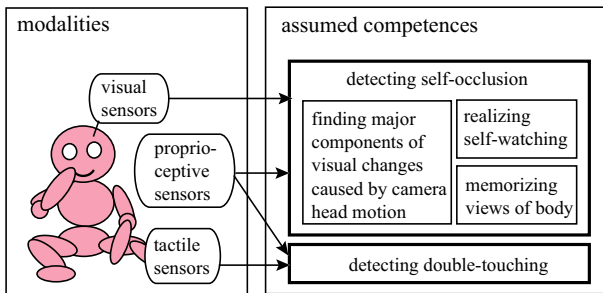 modalities
visual
sensors
proprio-
ceptive
sensors
tactile
sensors
assumed competences
detecting self-occlusion
finding major
components of
visual changes
caused by camera
head motion
realizing
self-watching
memorizing
views of body
detecting double-touching